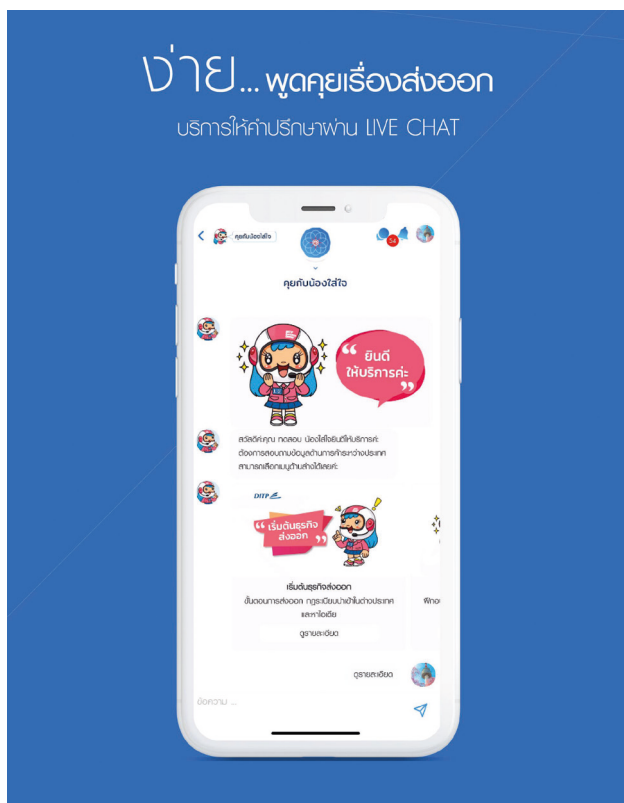 ง่าย... พูดคุยเรื่องส่งออก
บริการให้คำปรึกษาผ่าน LIVE CHAT
คุยกับน้องใส่ใจ
54
คุยกับน้องใส่ใจ
“ ยินดี
ให้บริการค่ะ ”
สวัสดีค่ะคุณ ทดสอบ น้องใส่ใจยินดีให้บริการค่ะ
ต้องการสอบถามข้อมูลด้านการค้าระหว่างประเทศ
สามารถเลือกเมนูด้านล่างได้เลยค่ะ
DITP
“ เริ่มต้นธุรกิจ
ส่งออก ”
เริ่มต้นธุรกิจส่งออก
ขั้นตอนการส่งออก กฎระเบียบนำเข้าในต่างประเทศ
และหาไอเดีย
ดูรายละเอียด
ดูรายละเอียด
ข้อความ ...